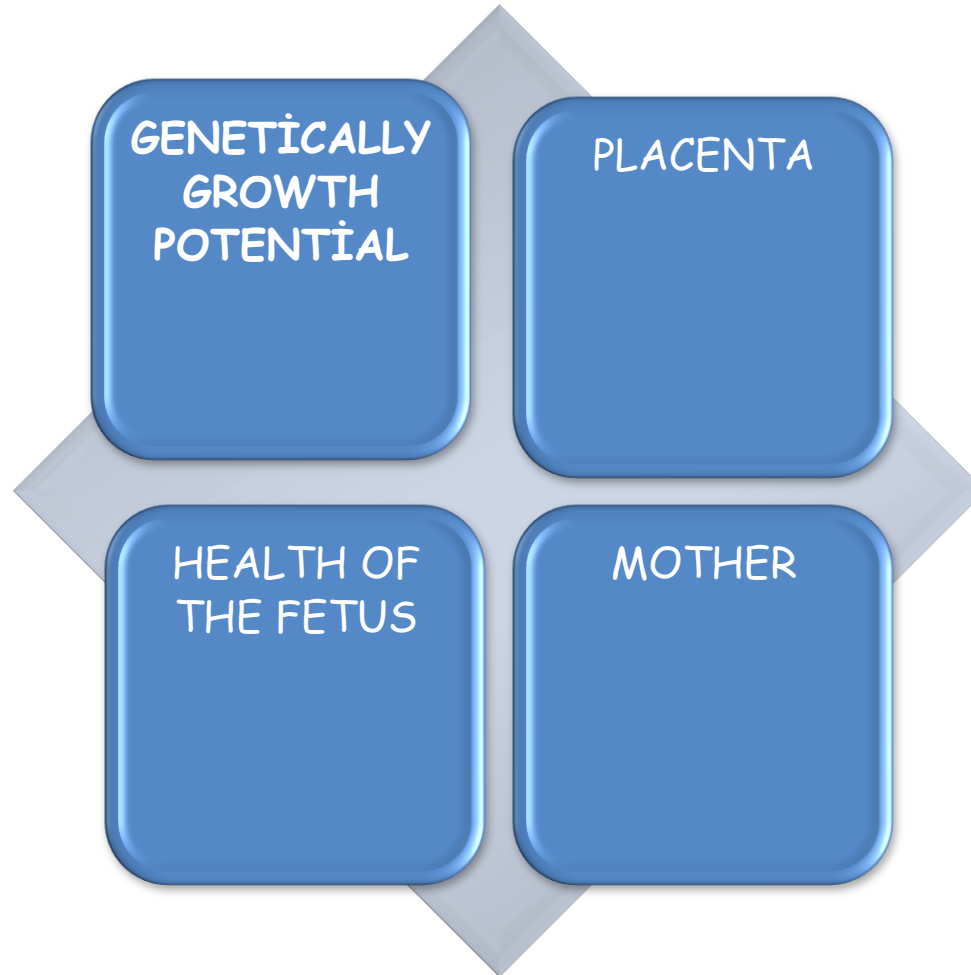 GENETİCALLY
GROWTH
POTENTİAL
PLACENTA
HEALTH OF
THE FETUS
MOTHER